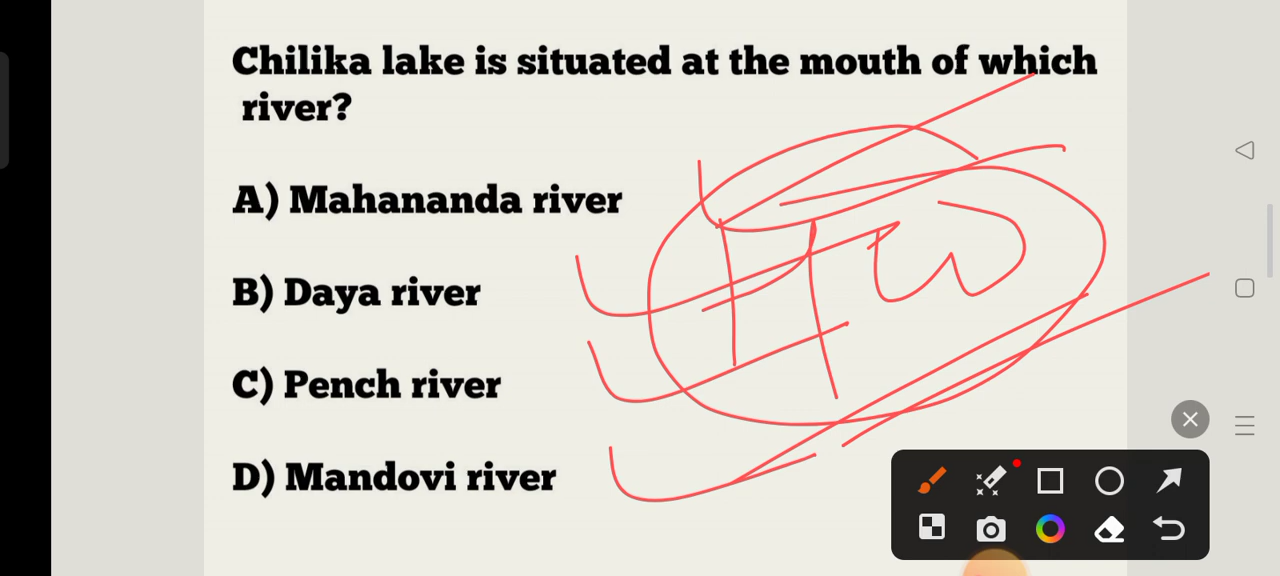 Chilika lake is situated at the mouth of which
river?
A) Mahananda river
B) Daya river
C) Pench river
D) Mandovi river